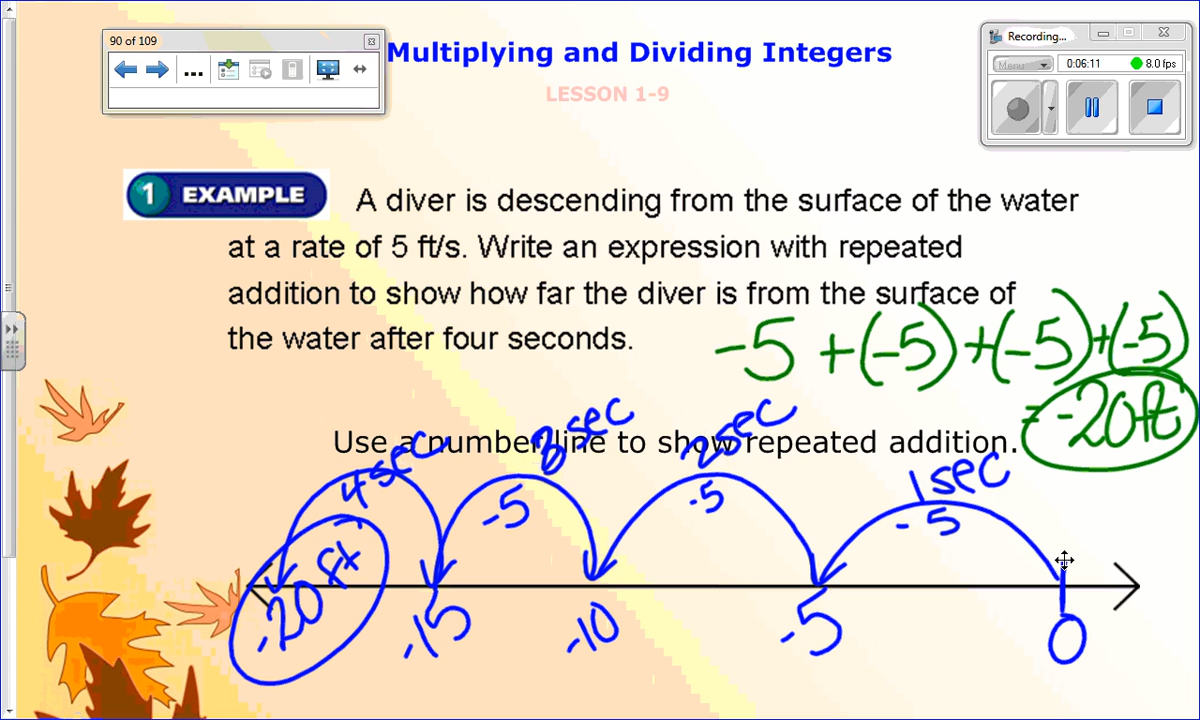 90 of 109
Multiplying and Dividing Integers
Recording...
Menu
0:06:11
8.0 fps
LESSON 1-9
1 EXAMPLE
A diver is descending from the surface of the water
at a rate of 5 ft/s. Write an expression with repeated
addition to show how far the diver is from the surface of
the water after four seconds.
-5 +(-5)+(-5)+(-5)
= -20ft
Use a number line to show repeated addition.
4sec 3sec 2sec 1sec
-5 -5 -5
-20 ft -15 -10 -5 0